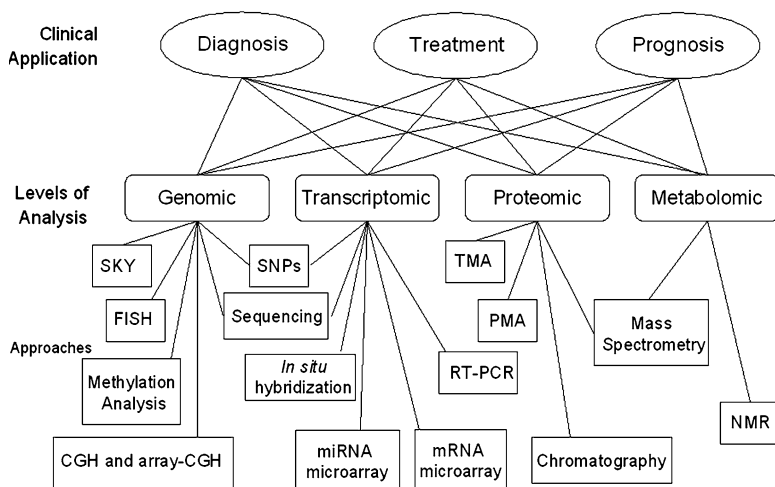 Clinical
Application
Diagnosis
Treatment
Prognosis
Levels of
Analysis
Genomic
Transcriptomic
Proteomic
Metabolomic
SKY
SNPs
TMA
FISH
Sequencing
PMA
Mass
Spectrometry
Approaches
Methylation
Analysis
In situ
hybridization
RT-PCR
NMR
CGH and array-CGH
miRNA
microarray
mRNA
microarray
Chromatography